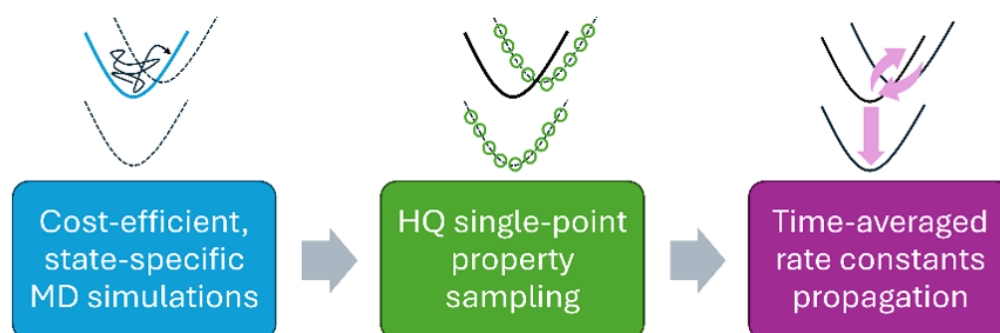 Cost-efficient,
state-specific
MD simulations
HQ single-point
property
sampling
Time-averaged
rate constants
propagation